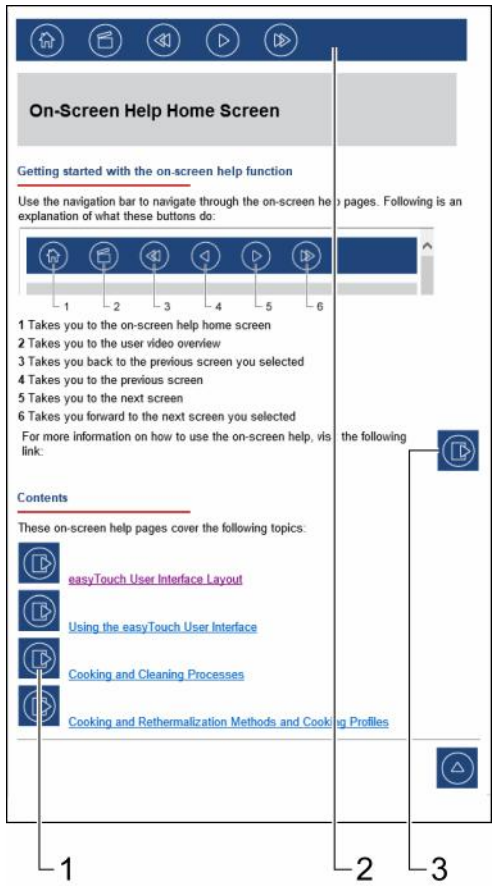 On-Screen Help Home Screen
Getting started with the on-screen help function
Use the navigation bar to navigate through the on-screen help pages. Following is an
explanation of what these buttons do:
1 2 3 4 5 6
1 Takes you to the on-screen help home screen
2 Takes you to the user video overview
3 Takes you back to the previous screen you selected
4 Takes you to the previous screen
5 Takes you to the next screen
6 Takes you forward to the next screen you selected
For more information on how to use the on-screen help, visit the following
link:
Contents
These on-screen help pages cover the following topics:
easyTouch User Interface Layout
Using the easyTouch User Interface
Cooking and Cleaning Processes
Cooking and Rethermalization Methods and Cooking Profiles
1 2 3